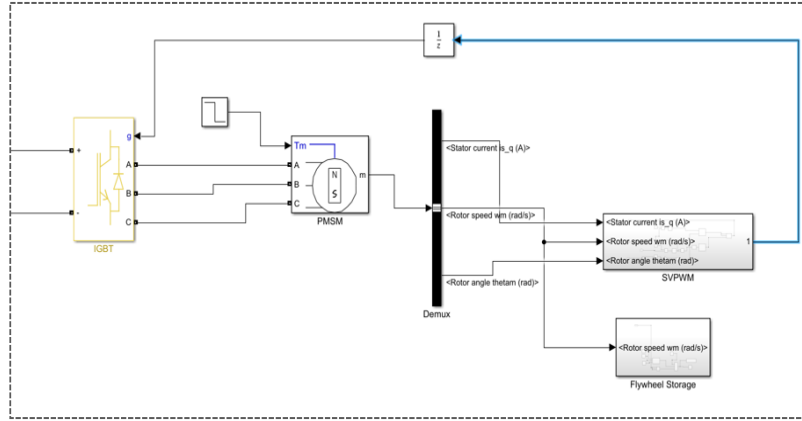 1
z
g
+
A
B
-
C
IGBT
Tm
A
B
C
N
S
m
PMSM
<Stator current is_q (A)>
<Rotor speed wm (rad/s)>
<Rotor angle thetam (rad)>
Demux
<Stator current is_q (A)>
<Rotor speed wm (rad/s)>
<Rotor angle thetam (rad)>
1
SVPWM
<Rotor speed wm (rad/s)>
Flywheel Storage